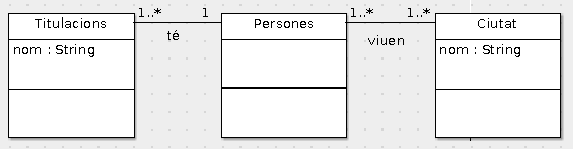 Titulacions
nom : String
1..*
té
1
Persones
1..*
viuen
1..*
Ciutat
nom : String